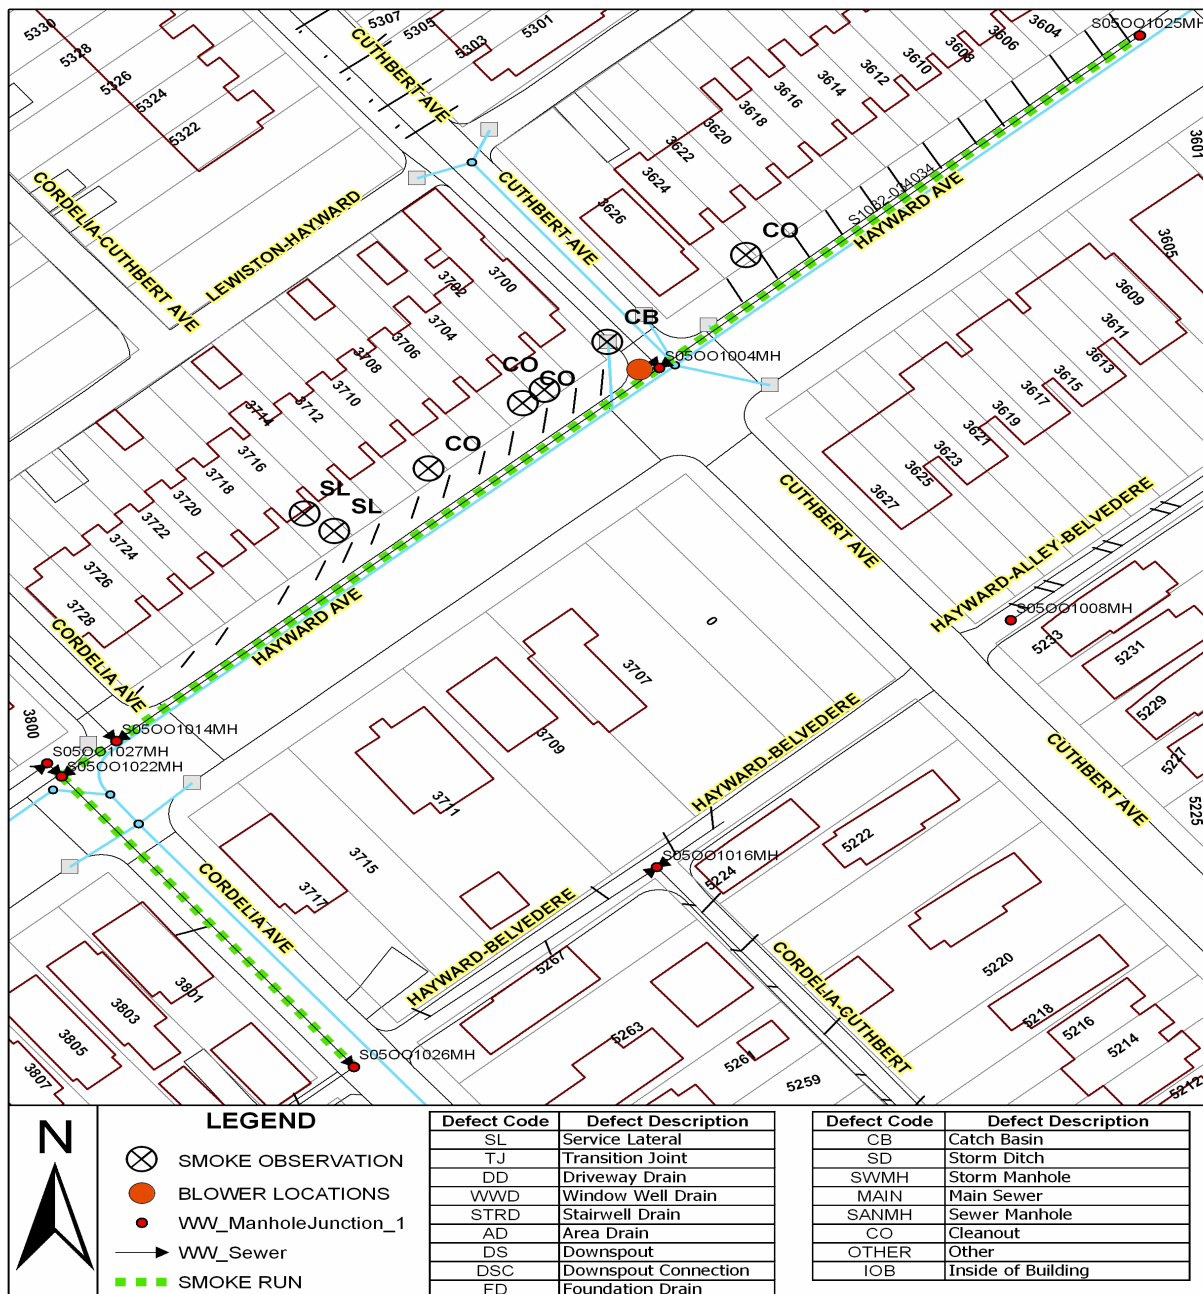 5330
5328
5326
5324
5322
5307
5305
5303
5301
CUTHBERT AVE
3604
3606
3608
3610
3612
3614
3616
3618
3620
3622
3624
3626
S05OO1025MH
3601
CORDELIA-CUTHBERT AVE
LEWISTON-HAYWARD
CUTHBERT AVE
S1082-034034
HAYWARD AVE
CO
3605
3609
3611
3613
3615
3617
3619
3621
3623
3625
3627
3700
3702
3704
3706
3708
3710
3712
3714
3716
3718
3720
3722
3724
3726
3728
CB
S05OO1004MH
CO
CO
CO
SL
SL
CUTHBERT AVE
HAYWARD-ALLEY-BELVEDERE
S05OO1008MH
HAYWARD AVE
CORDELIA AVE
0
5233
5231
5229
5227
5225
3800
S05OO1014MH
S05OO1027MH
S05OO1022MH
3707
3709
3711
3715
3717
HAYWARD-BELVEDERE
CUTHBERT AVE
S05OO1016MH
5224
5222
5220
5218
5216
5214
5212
CORDELIA AVE
HAYWARD-BELVEDERE
CORDELIA-CUTHBERT
5267
5263
5261
5259
3801
3803
3805
3807
S05OO1026MH
N
LEGEND
SMOKE OBSERVATION
BLOWER LOCATIONS
WW_ManholeJunction_1
WW_Sewer
SMOKE RUN
Defect Code Defect Description
SL Service Lateral
TJ Transition Joint
DD Driveway Drain
WWD Window Well Drain
STRD Stairwell Drain
AD Area Drain
DS Downspout
DSC Downspout Connection
FD Foundation Drain
Defect Code Defect Description
CB Catch Basin
SD Storm Ditch
SWMH Storm Manhole
MAIN Main Sewer
SANMH Sewer Manhole
CO Cleanout
OTHER Other
IOB Inside of Building